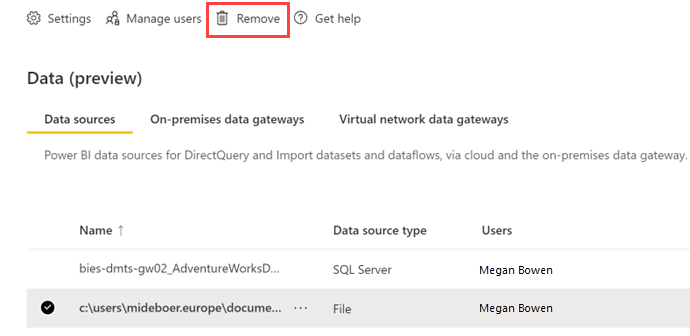 Settings Manage users Remove Get help
Data (preview)
Data sources On-premises data gateways Virtual network data gateways
Power BI data sources for DirectQuery and Import datasets and dataflows, via cloud and the on-premises data gateway.
Name ↑ Data source type Users
bies-dmts-gw02_AdventureWorksD... SQL Server Megan Bowen
c:\users\mideboer.europe\docume... ... File Megan Bowen